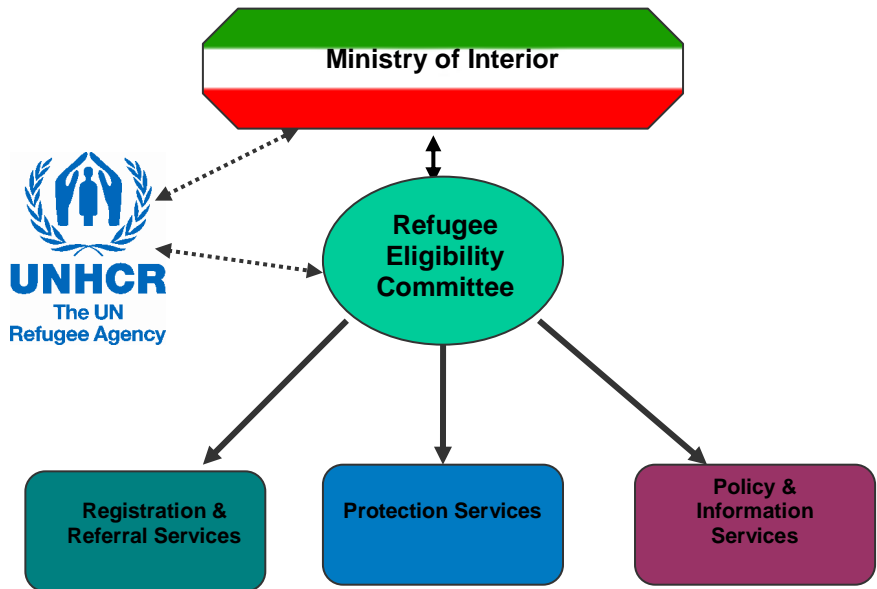 Ministry of Interior
UNHCR
The UN
Refugee Agency
Refugee
Eligibility
Committee
Registration &
Referral Services
Protection Services
Policy &
Information
Services